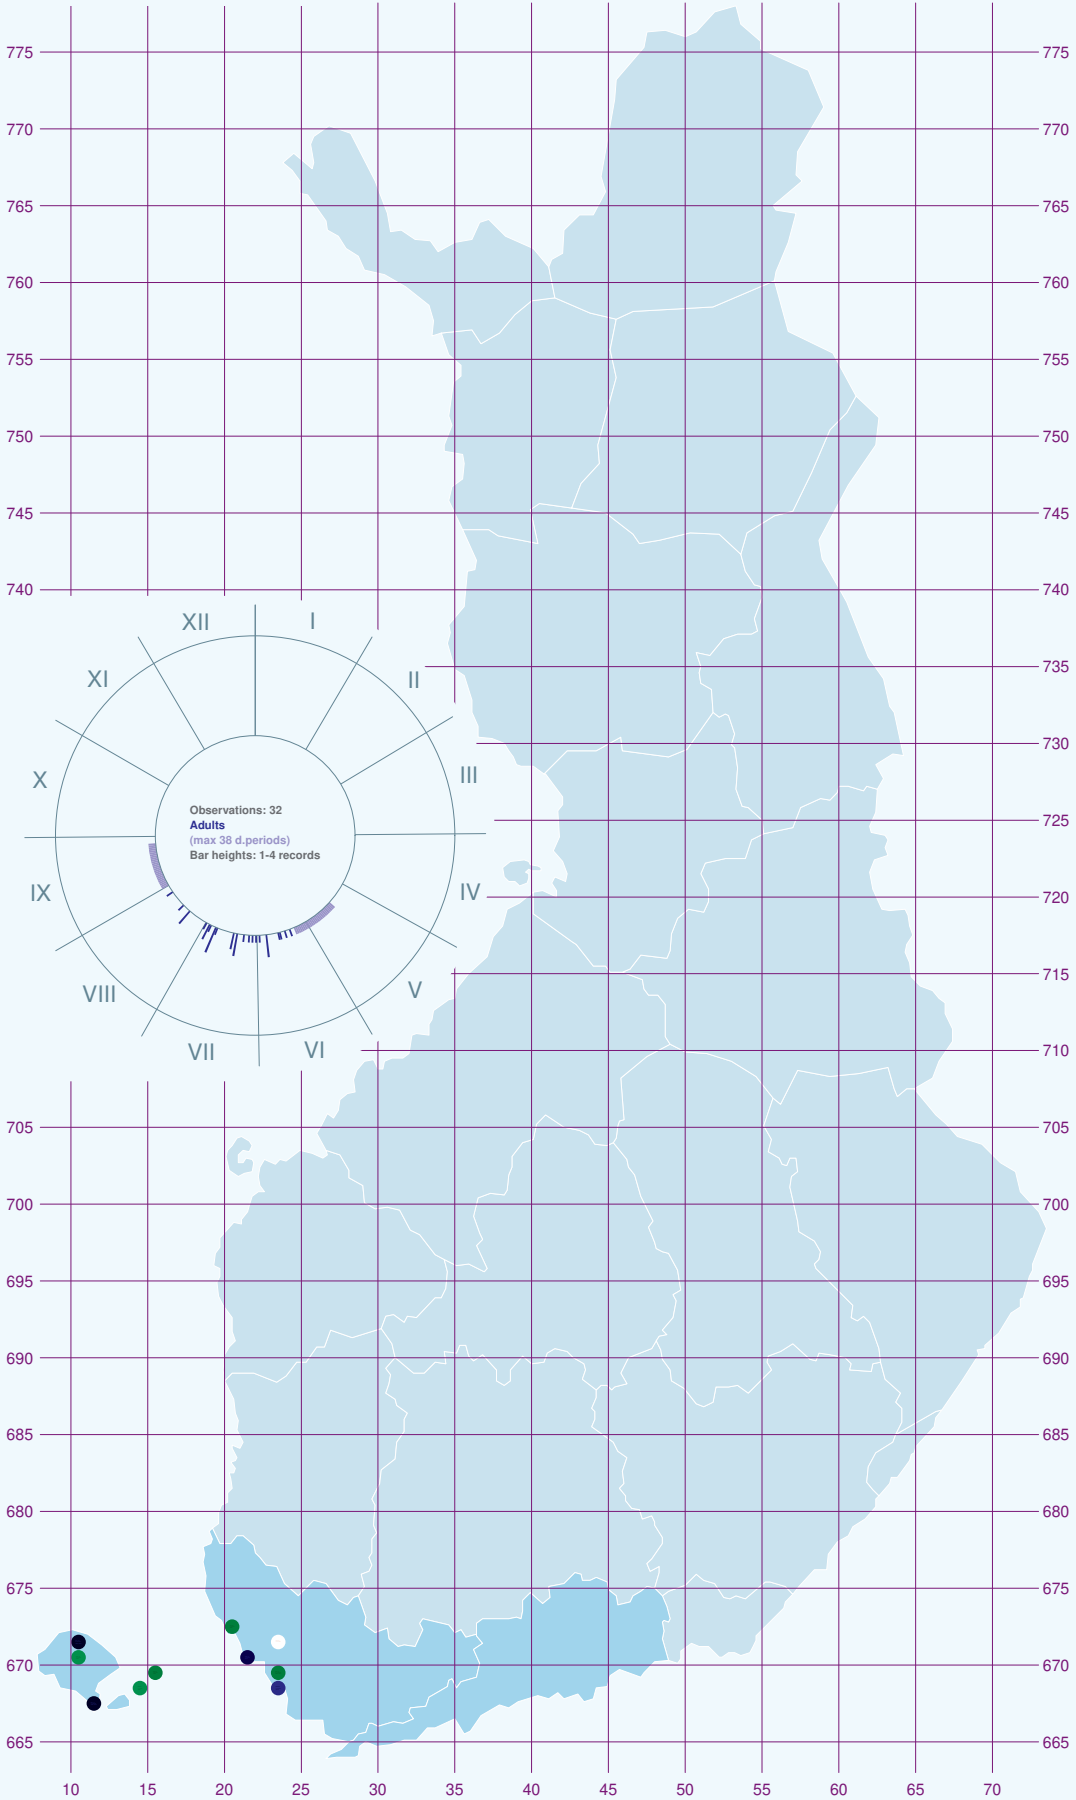 775 775
770 770
765 765
760 760
755 755
750 750
745 745
740 740
XII I
XI II
735
730
X III
Observations: 32
Adults
(max 38 d.periods)
Bar heights: 1-4 records
725
IX IV
720
VIII V
715
VII VI
710
705 705
700 700
695 695
690 690
685 685
680 680
675 675
670 670
665 665
10 15 20 25 30 35 40 45 50 55 60 65 70